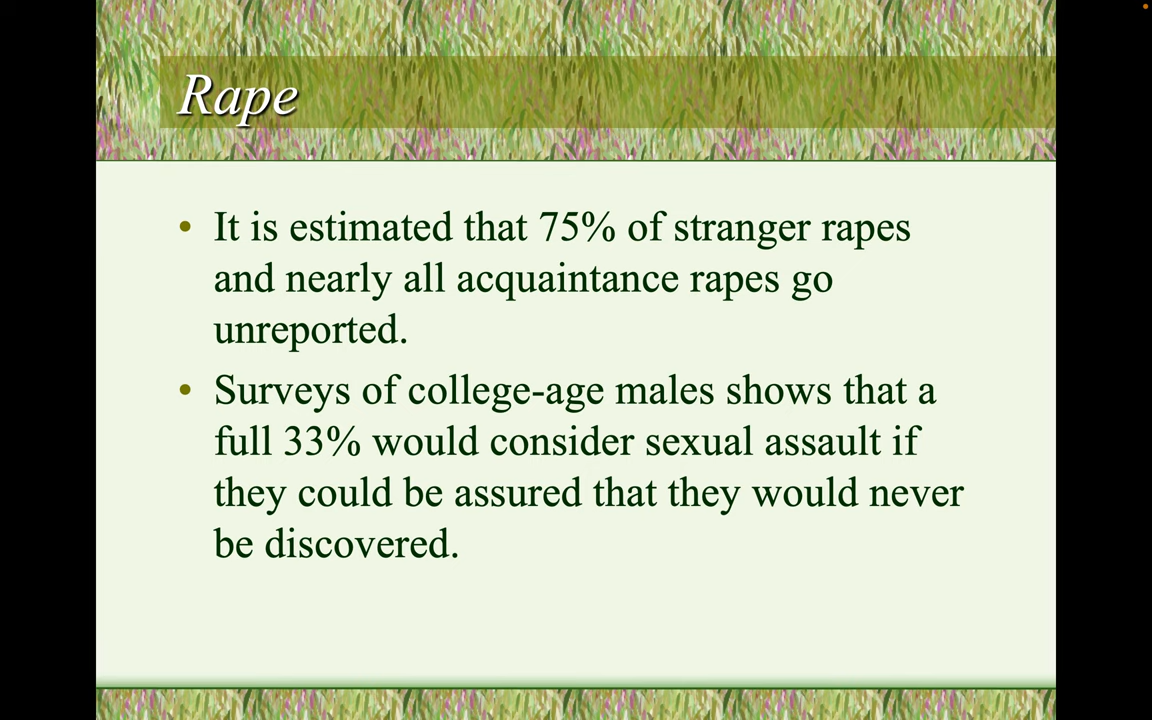 Rape
• It is estimated that 75% of stranger rapes
and nearly all acquaintance rapes go
unreported.
• Surveys of college-age males shows that a
full 33% would consider sexual assault if
they could be assured that they would never
be discovered.